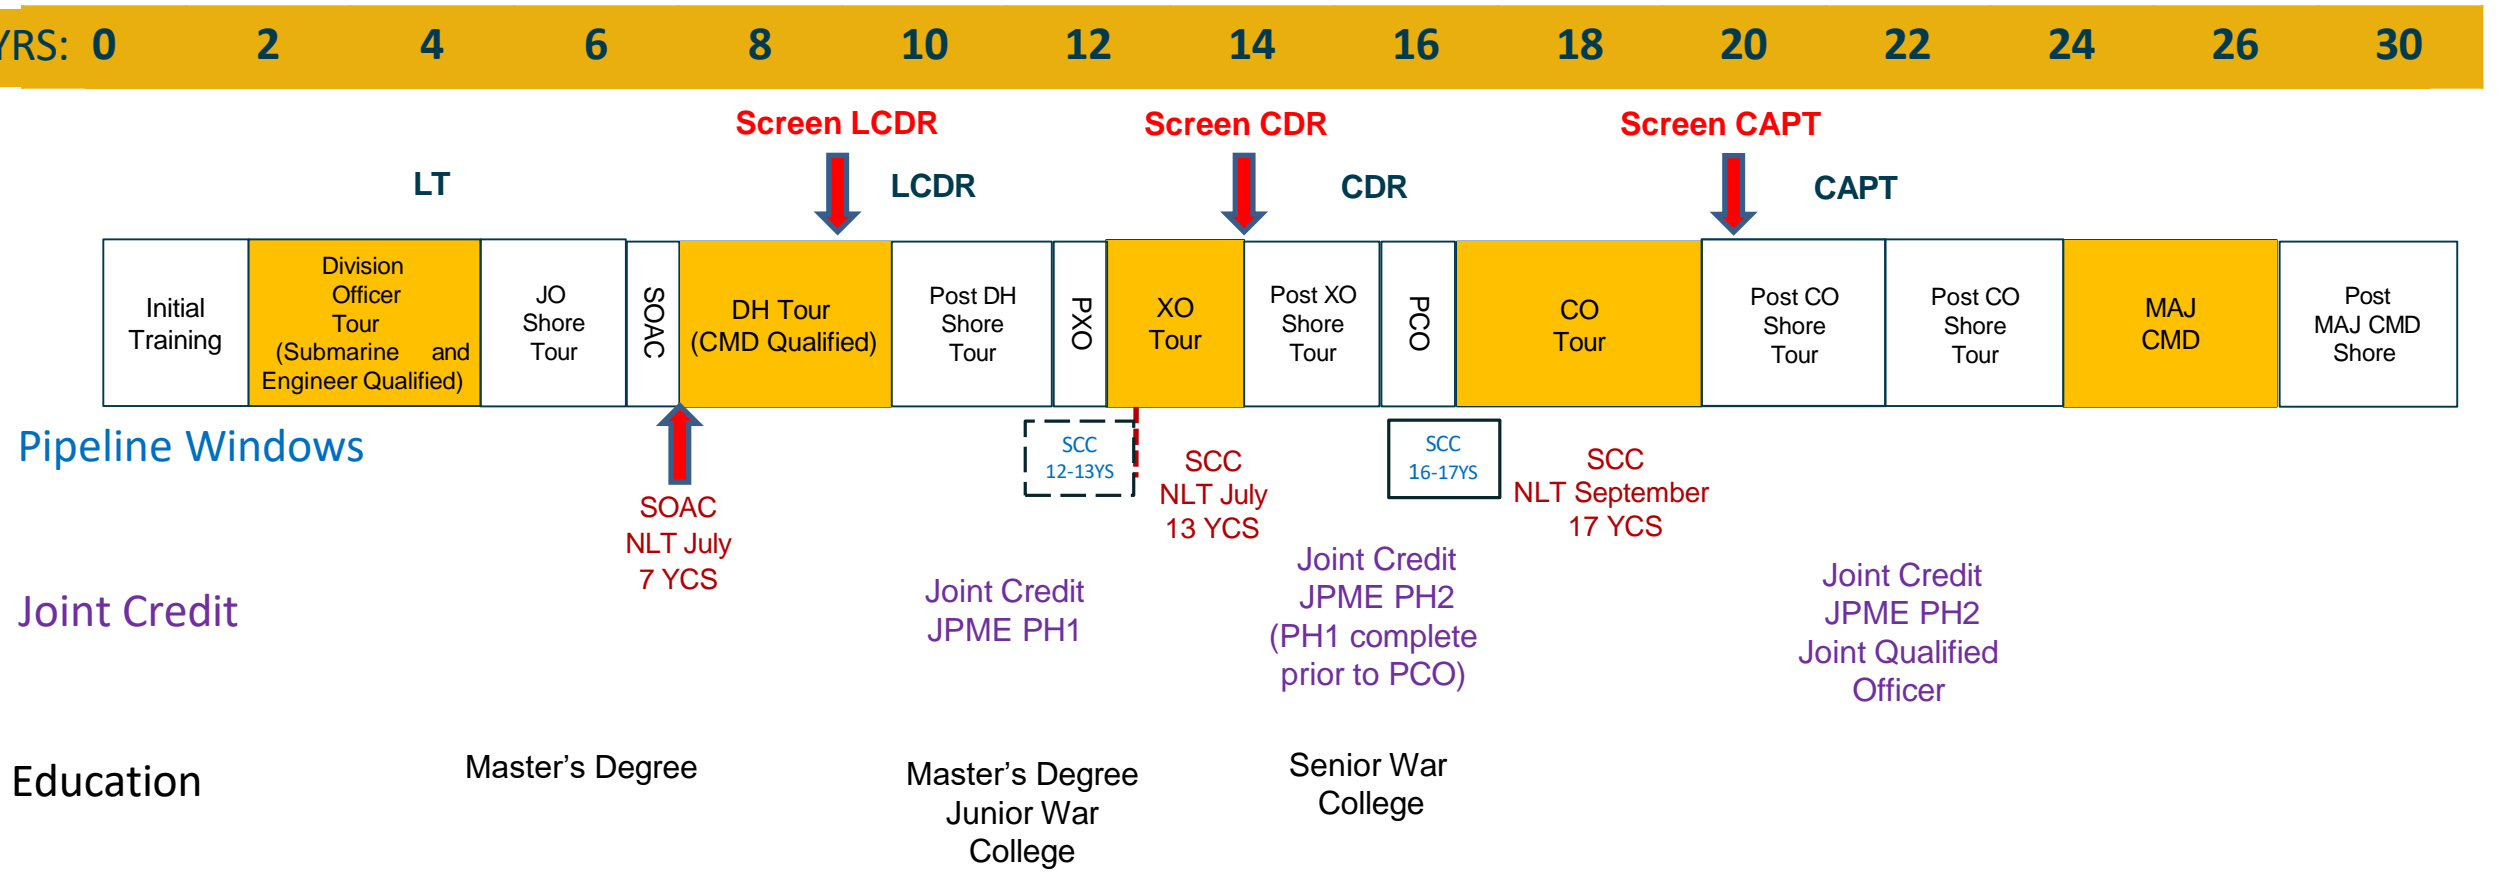 YRS: 0 2 4 6 8 10 12 14 16 18 20 22 24 26 30
Screen LCDR
Screen CDR
Screen CAPT
LT
LCDR
CDR
CAPT
Initial
Training
Division
Officer
Tour
(Submarine and
Engineer Qualified)
JO
Shore
Tour
SOAC
DH Tour
(CMD Qualified)
Post DH
Shore
Tour
PXO
XO
Tour
Post XO
Shore
Tour
PCO
CO
Tour
Post CO
Shore
Tour
Post CO
Shore
Tour
MAJ
CMD
Post
MAJ CMD
Shore
Pipeline Windows
SOAC
NLT July
7 YCS
SCC
12-13YS
SCC
NLT July
13 YCS
SCC
16-17YS
SCC
NLT September
17 YCS
Joint Credit
Joint Credit
JPME PH1
Joint Credit
JPME PH2
(PH1 complete
prior to PCO)
Joint Credit
JPME PH2
Joint Qualified
Officer
Education
Master’s Degree
Master’s Degree
Junior War
College
Senior War
College